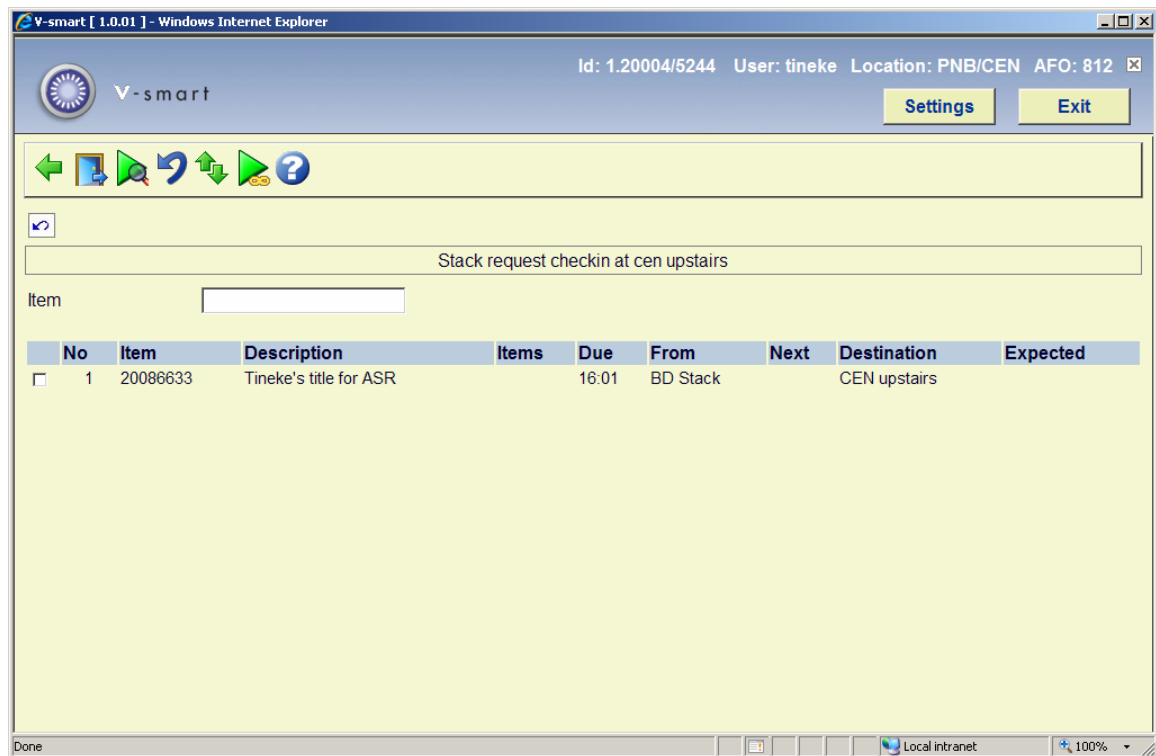 V-smart [ 1.0.01 ] - Windows Internet Explorer
Id: 1.20004/5244 User: tineke Location: PNB/CEN AFO: 812
V-smart
Settings Exit
Stack request checkin at cen upstairs
Item
No Item Description Items Due From Next Destination Expected
1 20086633 Tineke's title for ASR 16:01 BD Stack CEN upstairs
Done Local intranet 100%